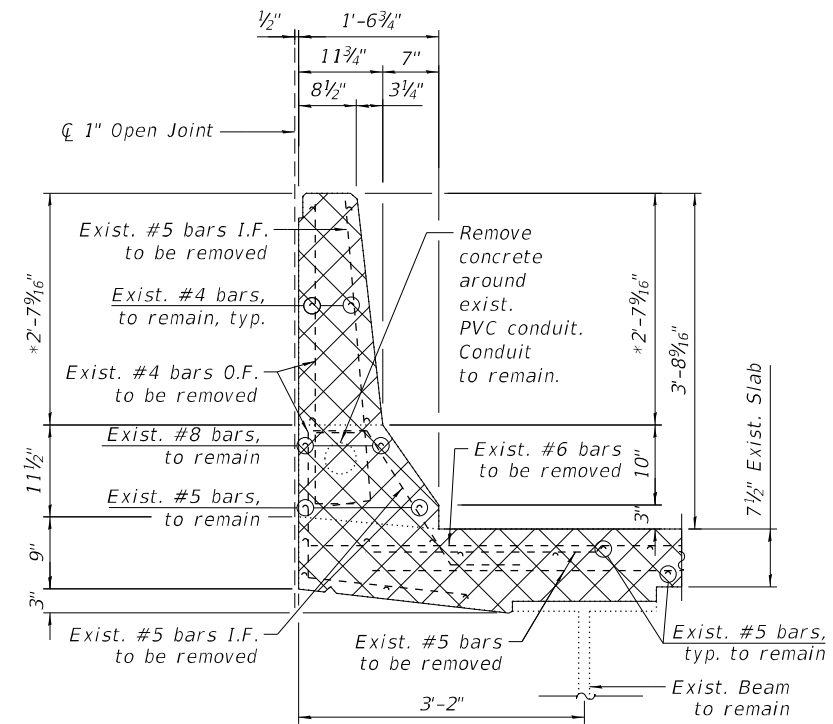 ½"
1'-6¾"
11¾"
7"
8½"
3¼"
℄ 1" Open Joint
Exist. #5 bars I.F.
to be removed
Remove
concrete
around
exist.
PVC conduit.
Conduit
to remain.
Exist. #4 bars,
to remain, typ.
*2'-7⁹⁄₁₆"
*2'-7⁹⁄₁₆"
3'-8⁹⁄₁₆"
Exist. #4 bars O.F.
to be removed
7½" Exist. Slab
Exist. #8 bars,
to remain
Exist. #6 bars
to be removed
11½"
10"
Exist. #5 bars,
to remain
3"
9"
3"
Exist. #5 bars I.F.
to be removed
Exist. #5 bars
to be removed
Exist. #5 bars,
typ. to remain
3'-2"
Exist. Beam
to remain